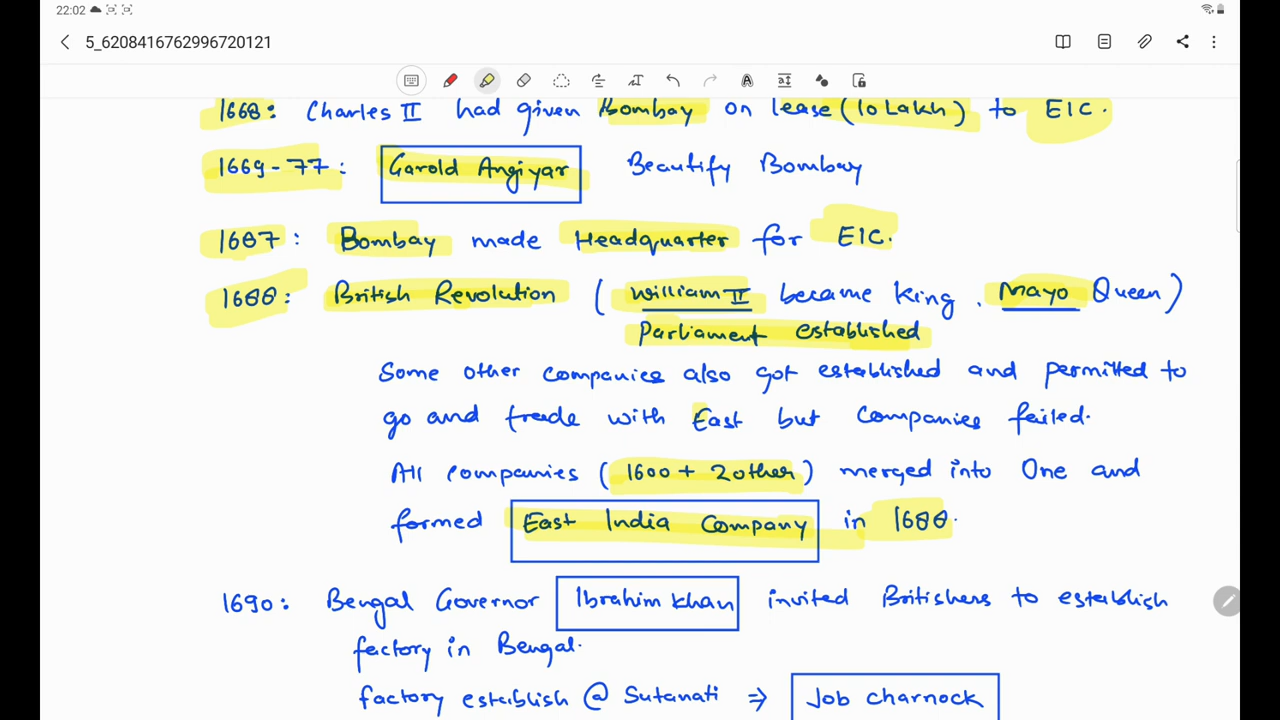 22:02
5_6208416762996720121
1668: Charles II had given Bombay on lease (10 Lakh) to EIC.
1669-77: Garold Angiyar Beautify Bombay
1687: Bombay made Headquarter for EIC.
1688: British Revolution (William II became King, Mayo Queen)
Parliament established
Some other companies also got established and permitted to
go and trade with East but Companies failed.
All companies (1600 + 2 other) merged into One and
formed East India Company in 1688.
1690: Bengal Governor Ibrahim Khan invited Britishers to establish
factory in Bengal.
factory establish @ Sutanati ⇒ Job Charnock